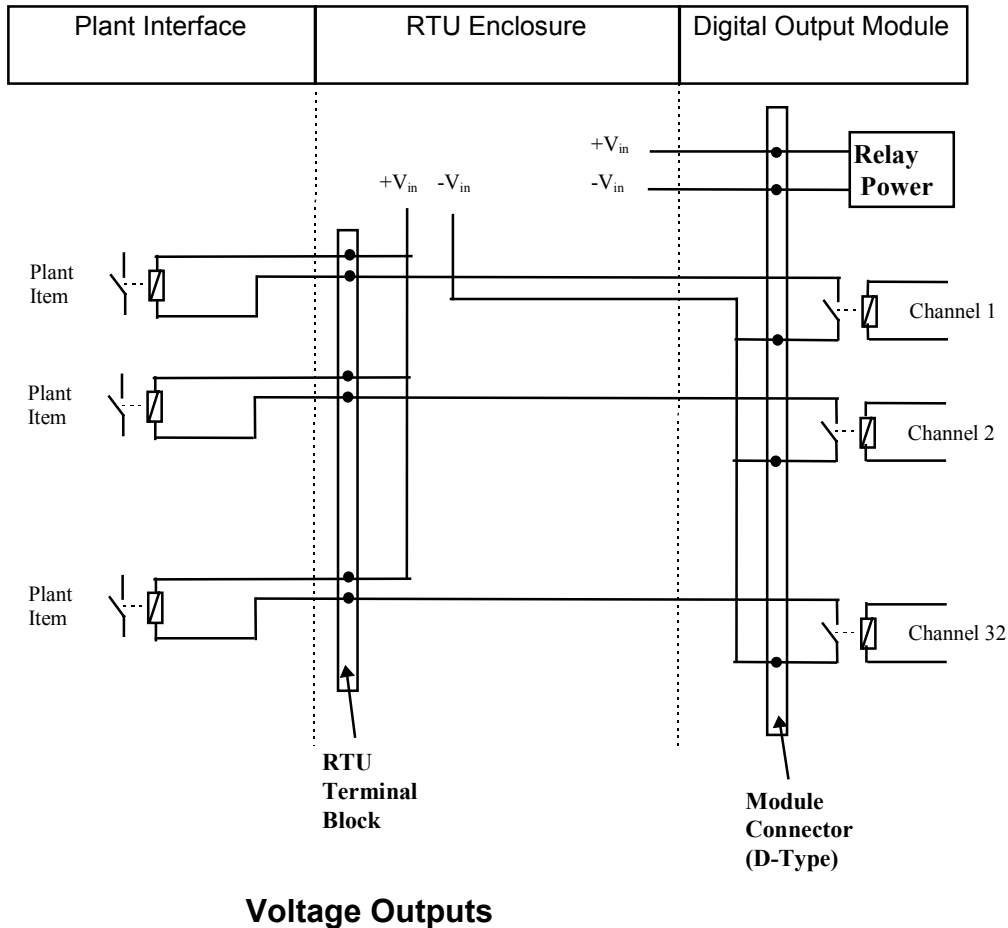 Plant Interface
RTU Enclosure
Digital Output Module
+Vin
-Vin
Relay
Power
+Vin -Vin
Plant
Item
Channel 1
Plant
Item
Channel 2
Plant
Item
Channel 32
RTU
Terminal
Block
Module
Connector
(D-Type)
Voltage Outputs